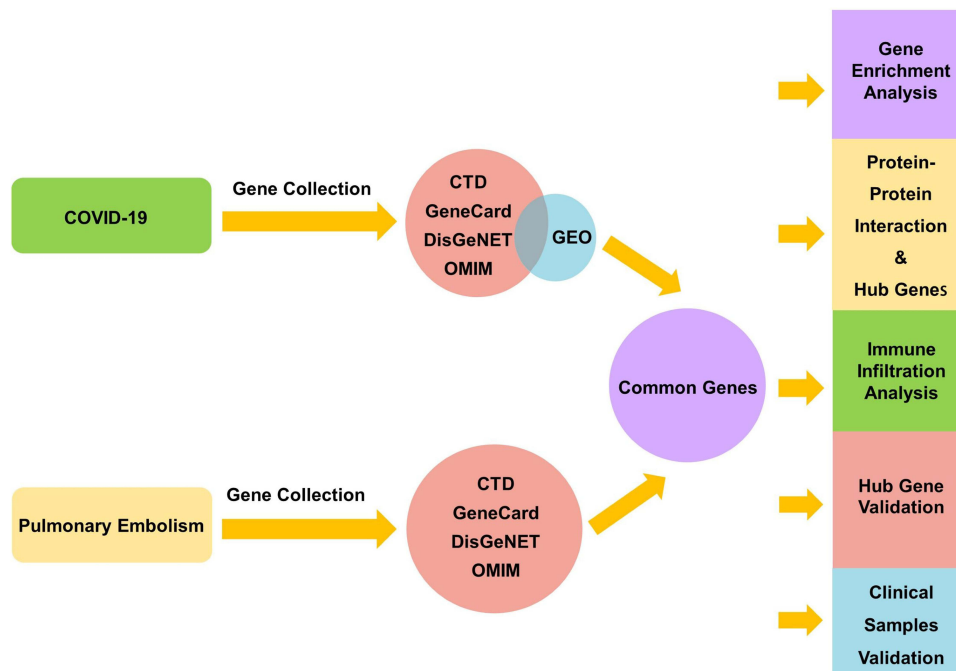 COVID-19
Gene Collection
CTD
GeneCard
DisGeNET
OMIM
GEO
Pulmonary Embolism
Gene Collection
CTD
GeneCard
DisGeNET
OMIM
Common Genes
Gene
Enrichment
Analysis
Protein-
Protein
Interaction
&
Hub Genes
Immune
Infiltration
Analysis
Hub Gene
Validation
Clinical
Samples
Validation